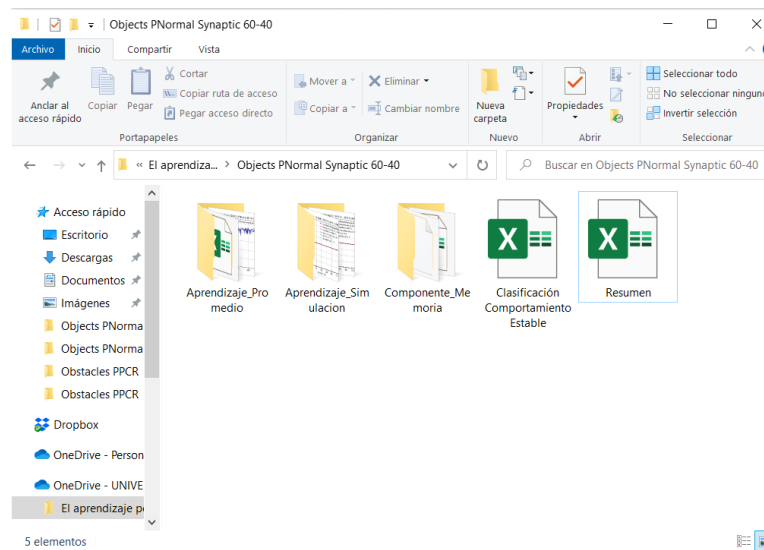 Objects PNormal Synaptic 60-40
Archivo Inicio Compartir Vista
Anclar al acceso rápido
Copiar
Pegar
Cortar
Copiar ruta de acceso
Pegar acceso directo
Portapapeles
Mover a
Copiar a
Eliminar
Cambiar nombre
Organizar
Nueva carpeta
Nuevo
Propiedades
Abrir
Seleccionar todo
No seleccionar ningun
Invertir selección
Seleccionar
« El aprendiza... > Objects PNormal Synaptic 60-40
Buscar en Objects PNormal Synaptic 60-40
Acceso rápido
Escritorio
Descargas
Documentos
Imágenes
Objects PNorma
Objects PNorma
Obstacles PPCR
Obstacles PPCR
Dropbox
OneDrive - Person
OneDrive - UNIVE
El aprendizaje p
Aprendizaje_Pro
medio
Aprendizaje_Sim
ulacion
Componente_Me
moria
Clasificación
Comportamiento
Estable
Resumen
5 elementos